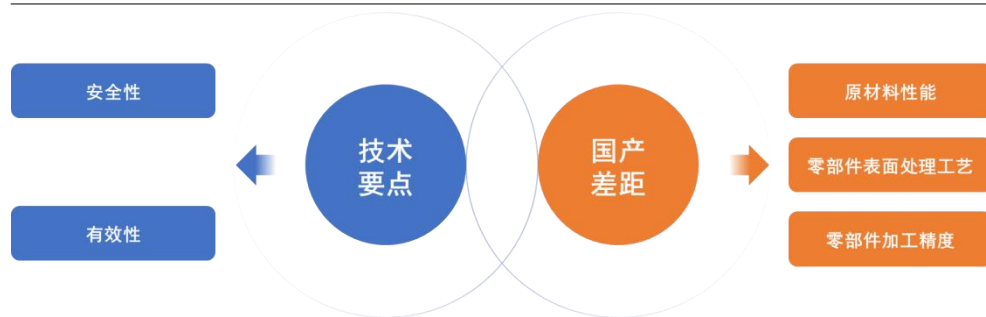 安全性
有效性
技术
要点
国产
差距
原材料性能
零部件表面处理工艺
零部件加工精度